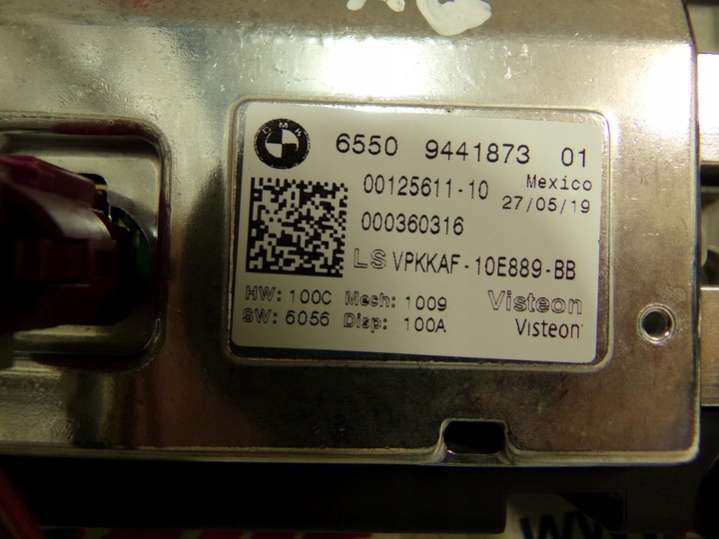 BMW
6550 9441873 01
00125611-10 Mexico
27/05/19
000360316
LS VPKKAF-10E889-BB
HW: 100C Mech: 1009 Visteon
SW: 6056 Disp: 100A Visteon